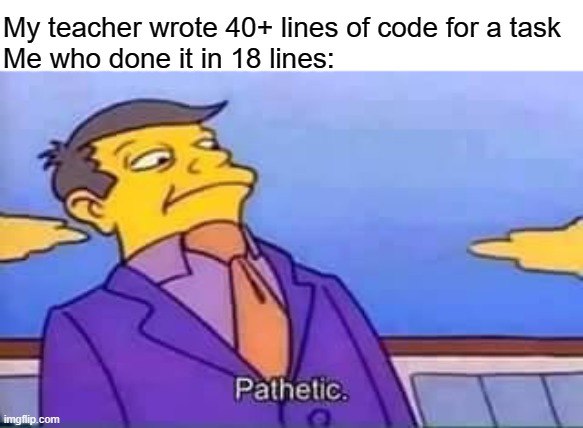 My teacher wrote 40+ lines of code for a task
Me who done it in 18 lines:
Pathetic.
imgflip.com